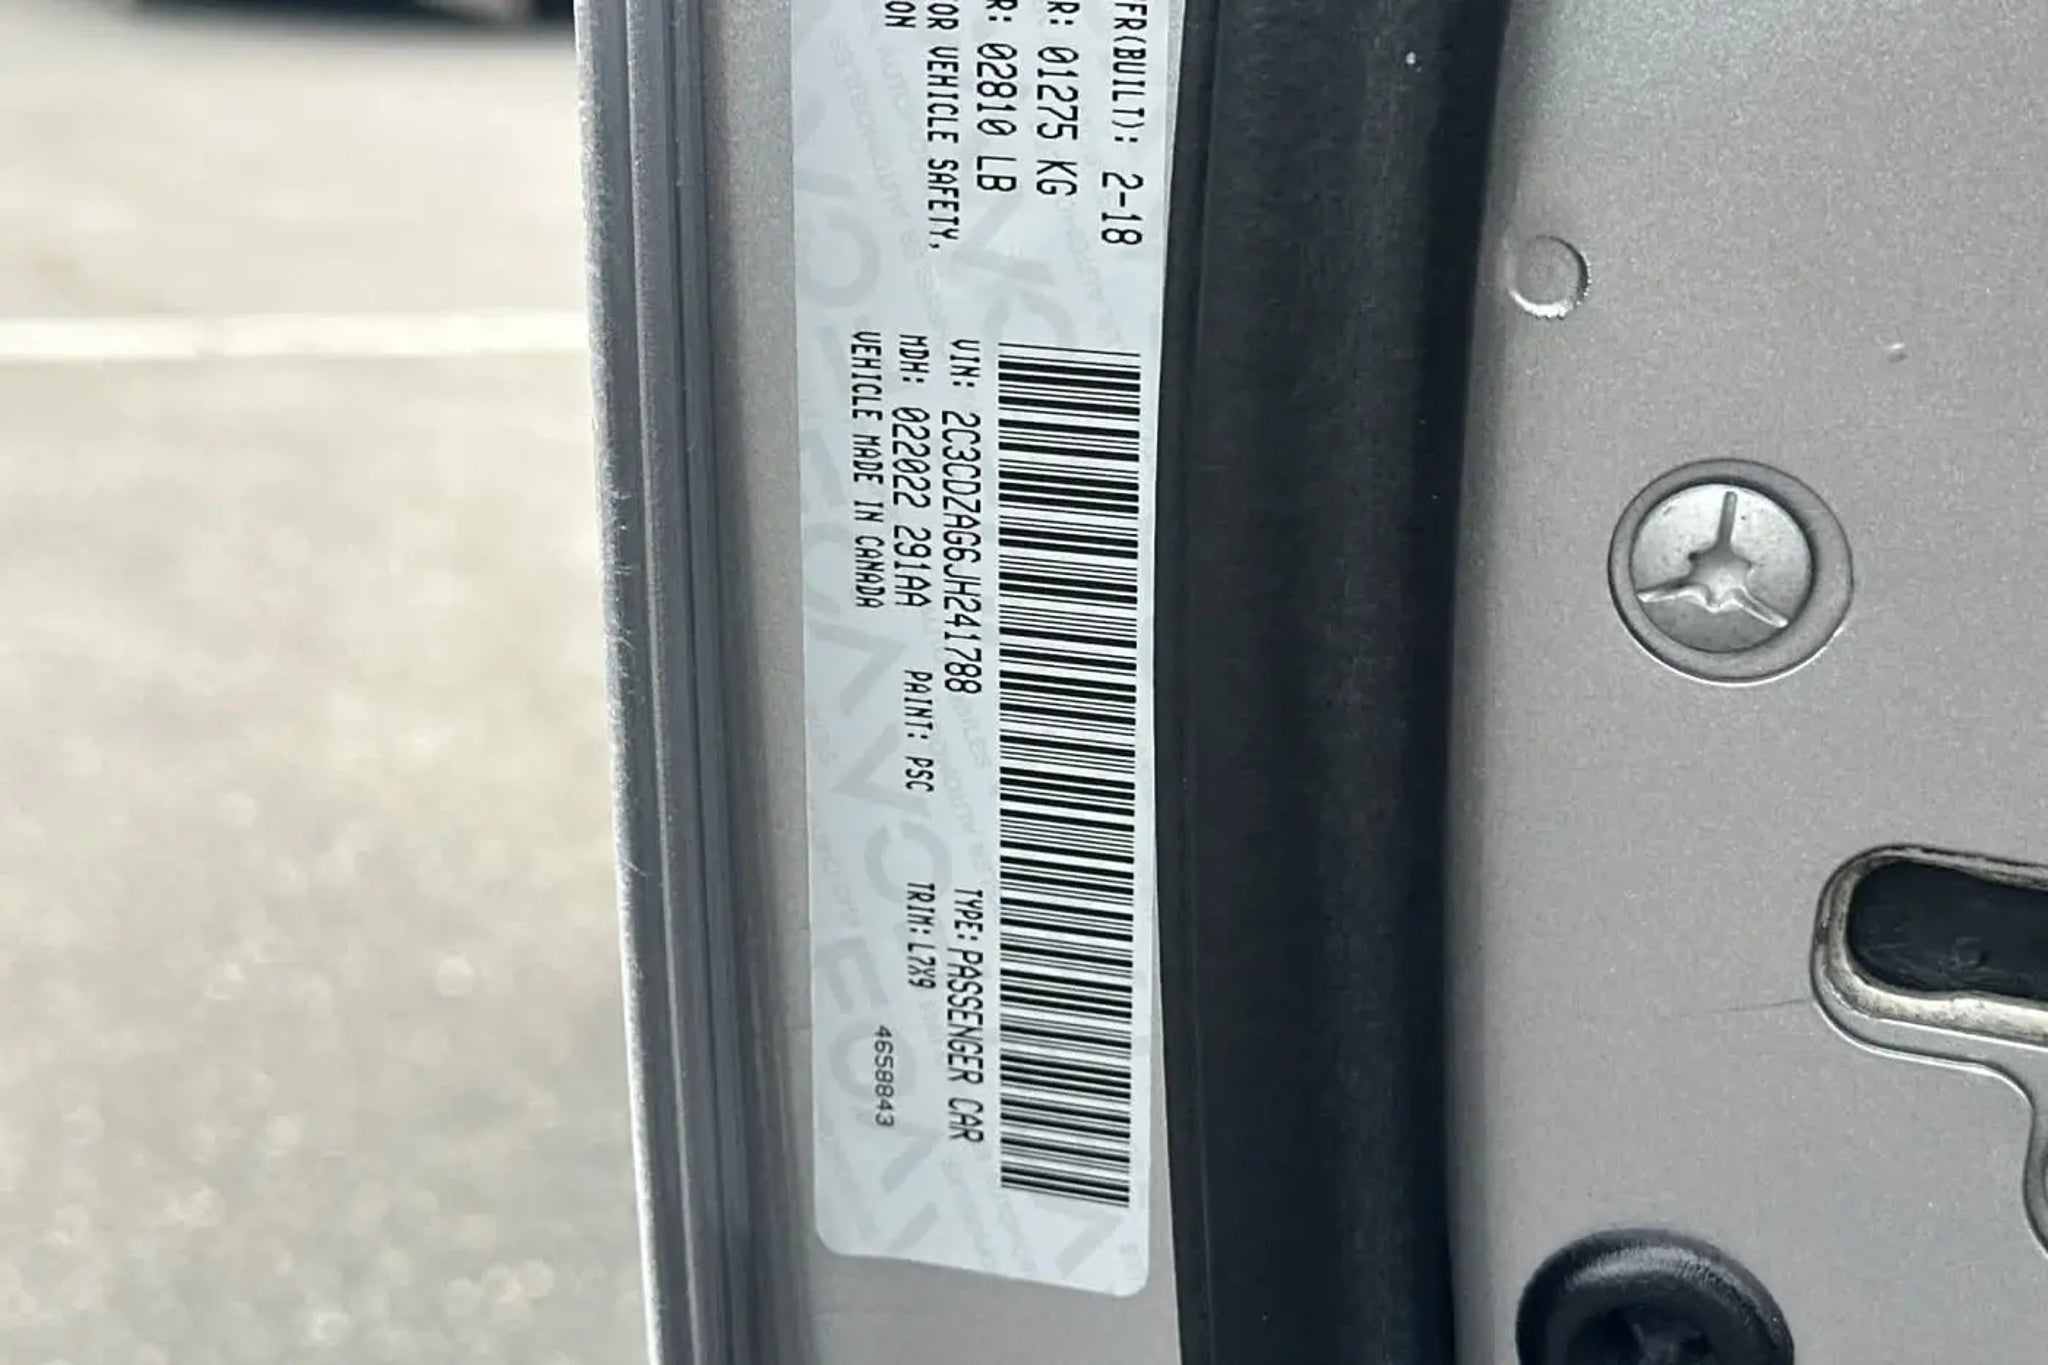 FR(BUILT): 2-18
R: 01275 KG
R: 02810 LB
OR VEHICLE SAFETY,
ON
VIN: 2C3CDZAG6JH241788
TYPE: PASSENGER CAR
MDH: 022022 291AA
PAINT: PSC
TRIM: L7X9
VEHICLE MADE IN CANADA
4658843